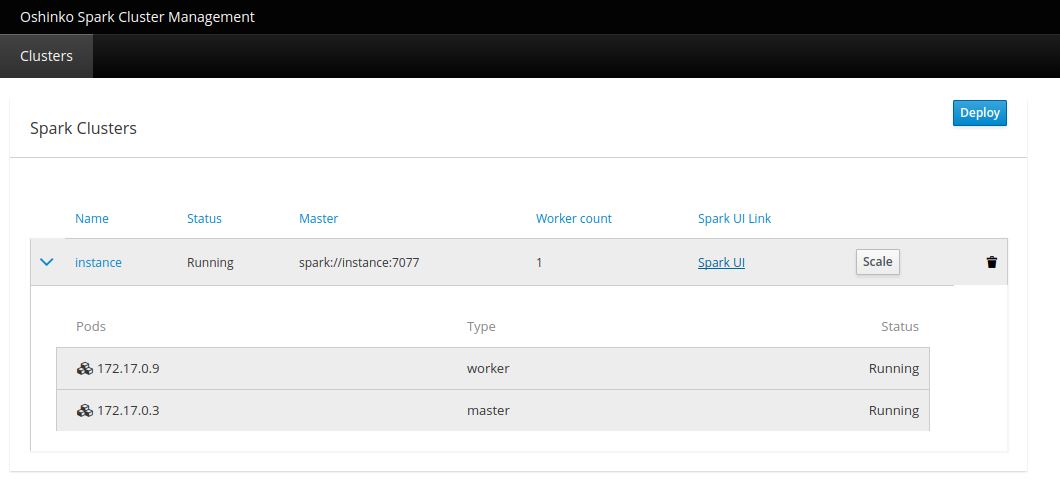 Oshinko Spark Cluster Management
Clusters
Deploy
Spark Clusters
Name Status Master Worker count Spark UI Link
instance Running spark://instance:7077 1 Spark UI Scale
Pods Type Status
172.17.0.9 worker Running
172.17.0.3 master Running